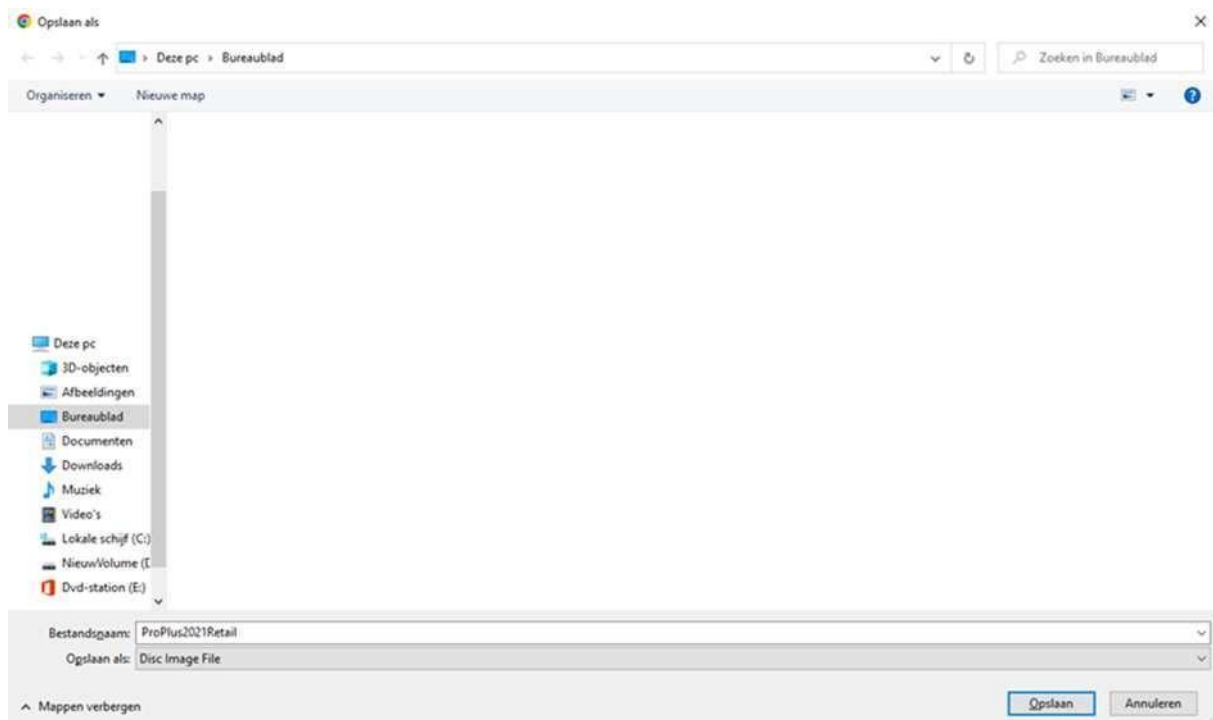 Opslaan als
Deze pc > Bureaublad
Zoeken in Bureaublad
Organiseren
Nieuwe map
Deze pc
3D-objecten
Afbeeldingen
Bureaublad
Documenten
Downloads
Muziek
Video's
Lokale schijf (C:)
NieuwVolume (D
Dvd-station (E:)
Bestandsnaam: ProPlus2021Retail
Opslaan als: Disc Image File
Mappen verbergen
Opslaan
Annuleren